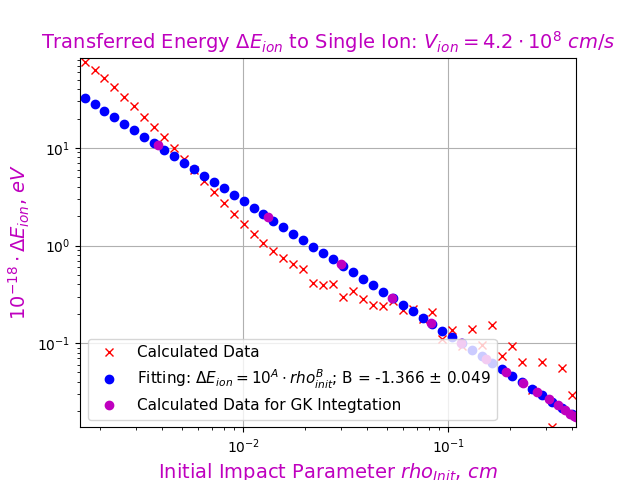 Transferred Energy ΔE_ion to Single Ion: V_ion = 4.2 · 10^8 cm/s
10^−18 · ΔE_ion, eV
10^1
10^0
10^−1
Calculated Data
Fitting: ΔE_ion = 10^A · rho_init^B; B = -1.366 ± 0.049
Calculated Data for GK Integtation
10^−2 10^−1
Initial Impact Parameter rho_Init, cm